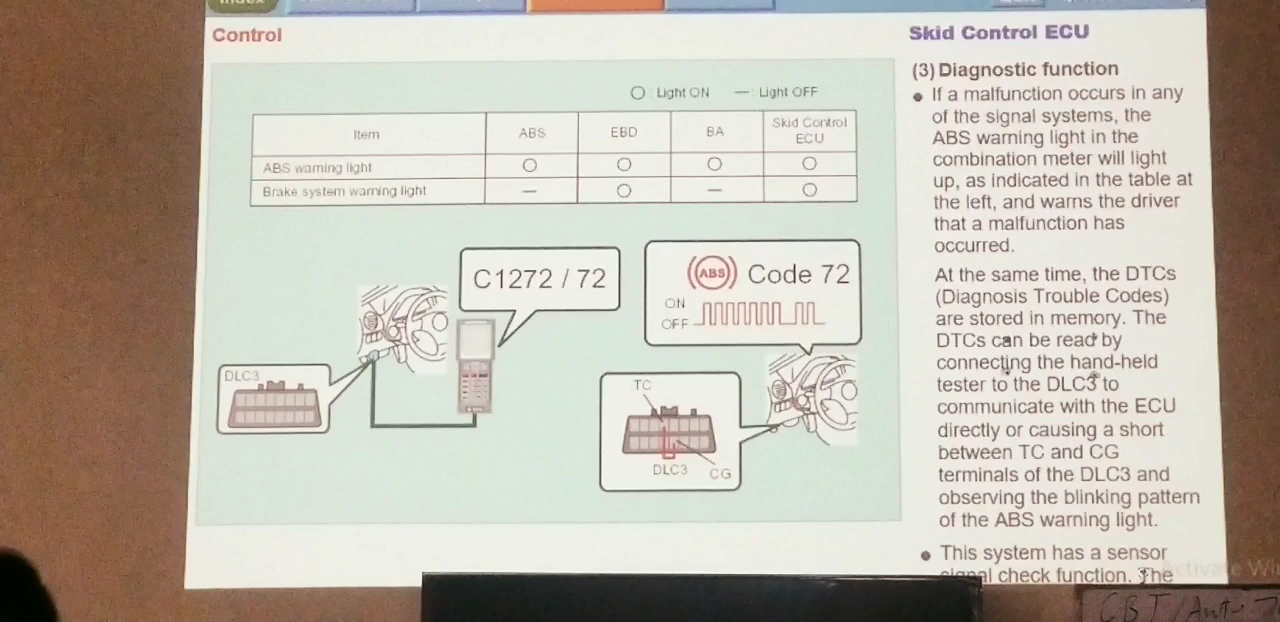 Index
Control
Skid Control ECU
○ : Light ON — : Light OFF
Item ABS EBD BA Skid Control ECU
ABS warning light ○ ○ ○ ○
Brake system warning light — ○ — ○
C1272 / 72
ABS Code 72
ON
OFF
DLC3
TC
DLC3
CG
(3) Diagnostic function
● If a malfunction occurs in any
of the signal systems, the
ABS warning light in the
combination meter will light
up, as indicated in the table at
the left, and warns the driver
that a malfunction has
occurred.
At the same time, the DTCs
(Diagnosis Trouble Codes)
are stored in memory. The
DTCs can be read by
connecting the hand-held
tester to the DLC3 to
communicate with the ECU
directly or causing a short
between TC and CG
terminals of the DLC3 and
observing the blinking pattern
of the ABS warning light.
● This system has a sensor
signal check function. The
Activate
CBT/